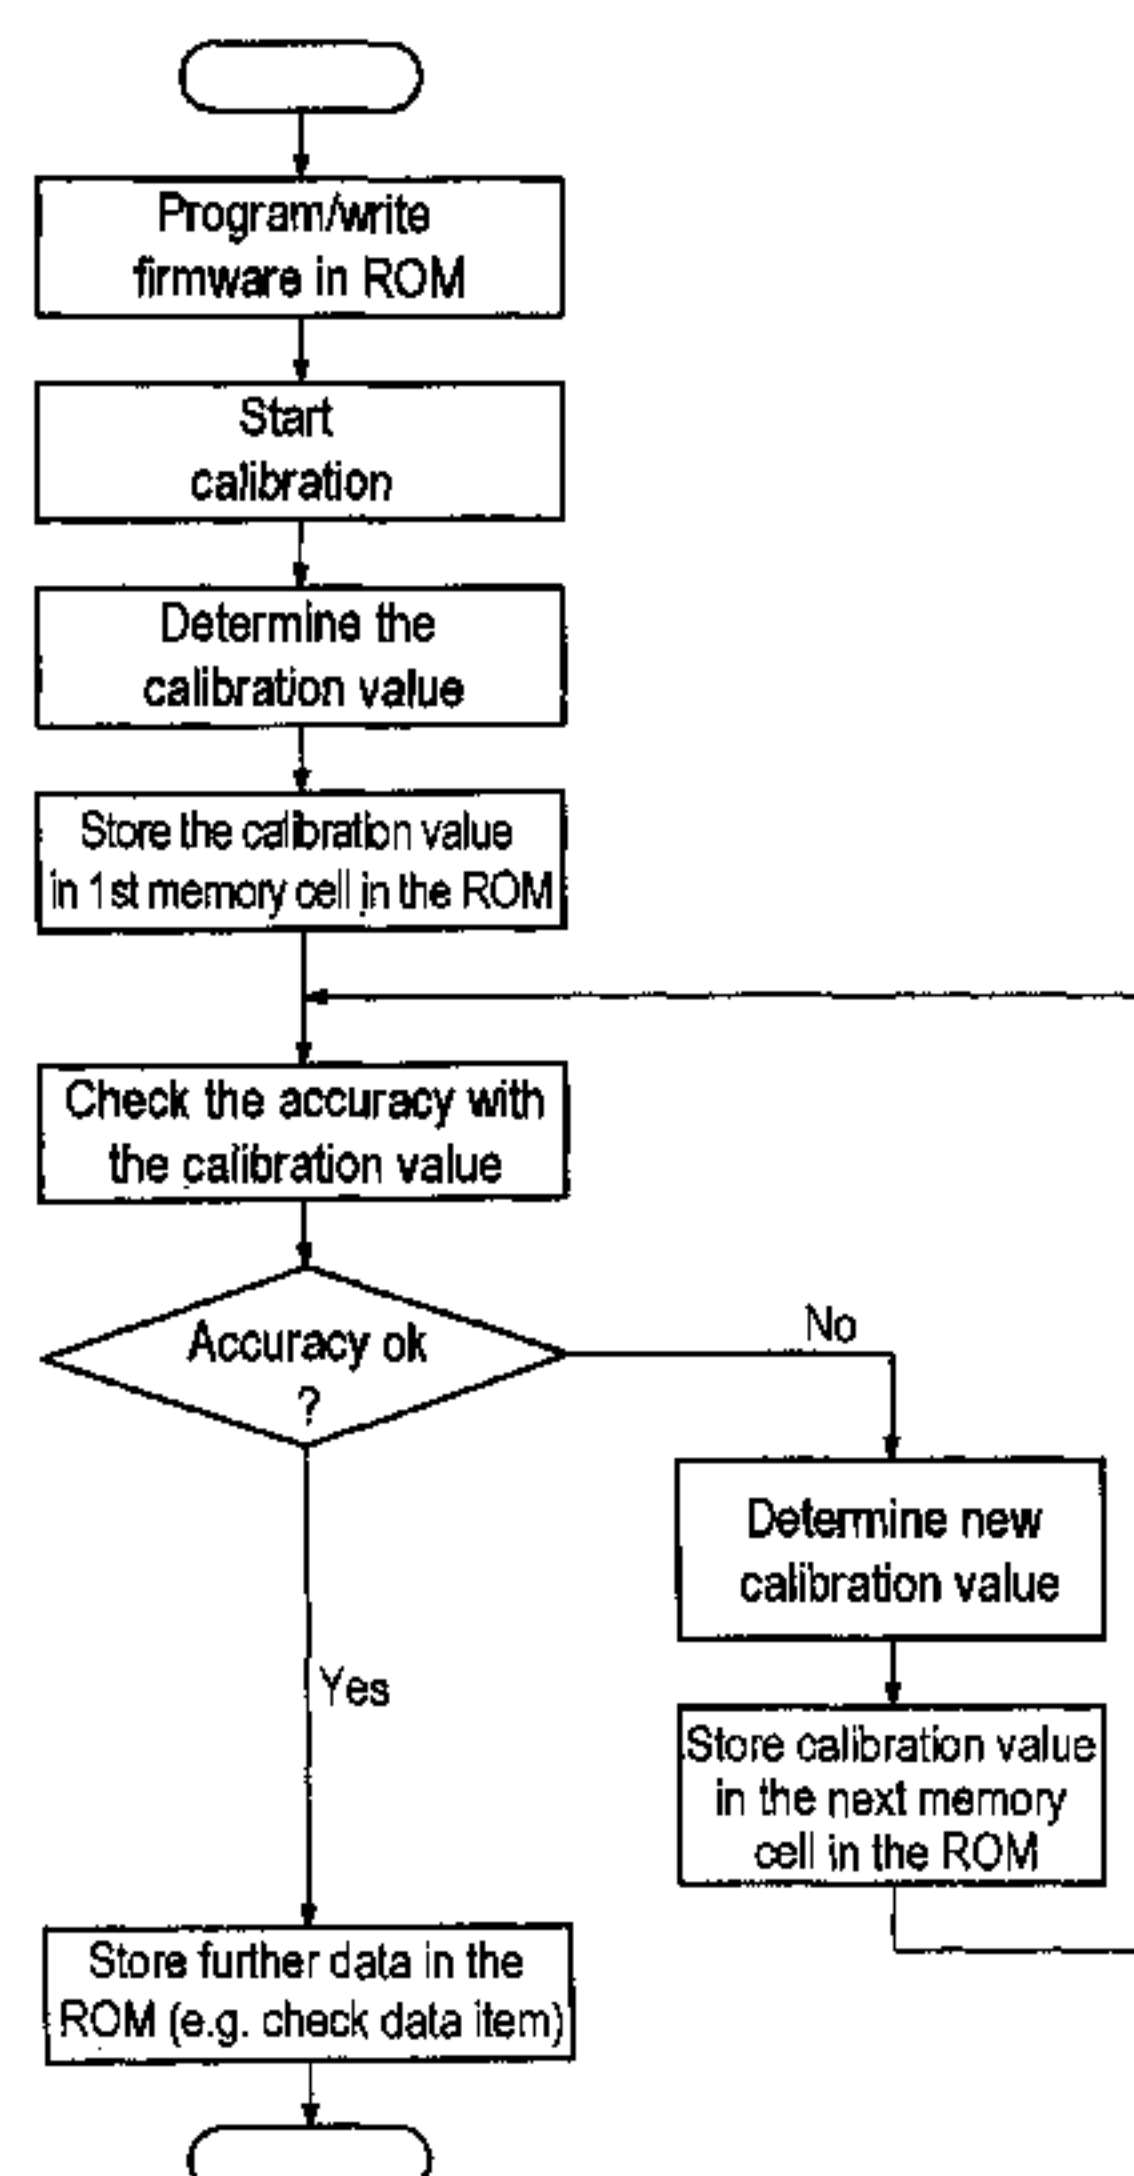 Program/write
firmware in ROM
Start
calibration
Determine the
calibration value
Store the calibration value
in 1st memory cell in the ROM
Check the accuracy with
the calibration value
Accuracy ok
?
No
Determine new
calibration value
Yes
Store calibration value
in the next memory
cell in the ROM
Store further data in the
ROM (e.g. check data item)